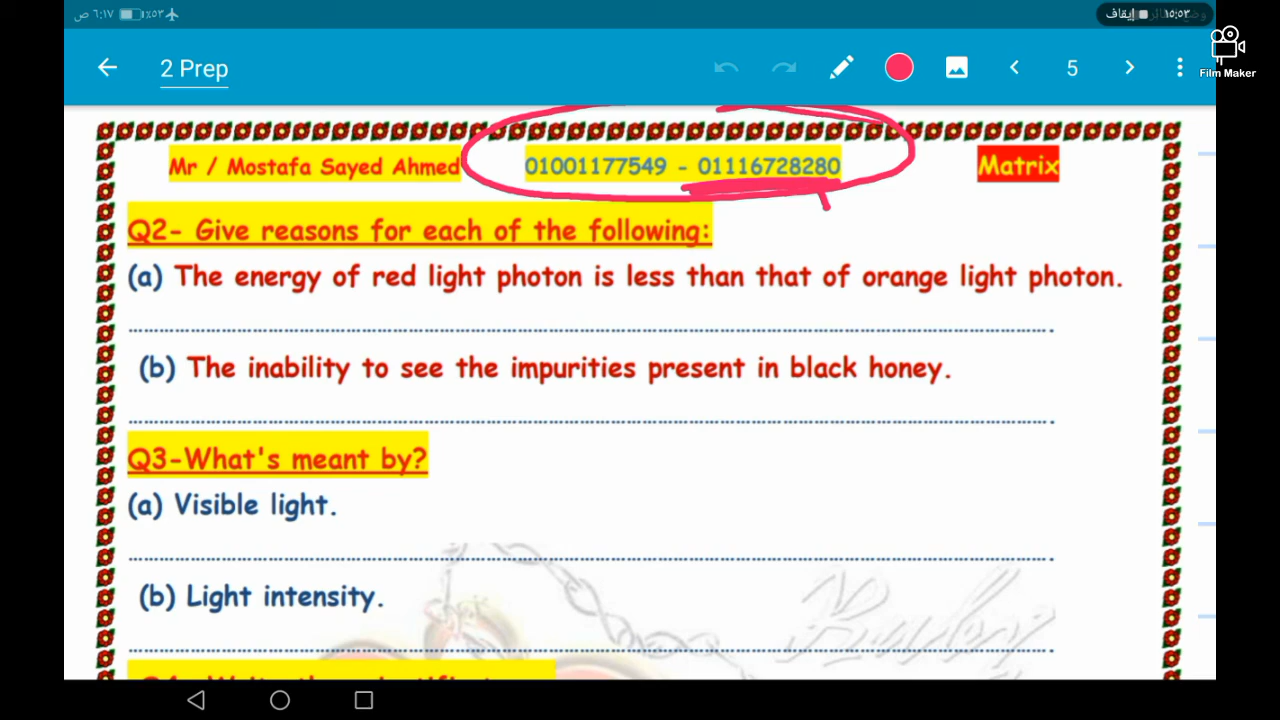 ٦:١٧ ص ٪٥٣
١٥:٥٣ إيقاف
Film Maker
2 Prep
5
Mr / Mostafa Sayed Ahmed 01001177549 - 01116728280 Matrix
Q2- Give reasons for each of the following:
(a) The energy of red light photon is less than that of orange light photon.
(b) The inability to see the impurities present in black honey.
Q3-What's meant by?
(a) Visible light.
(b) Light intensity.